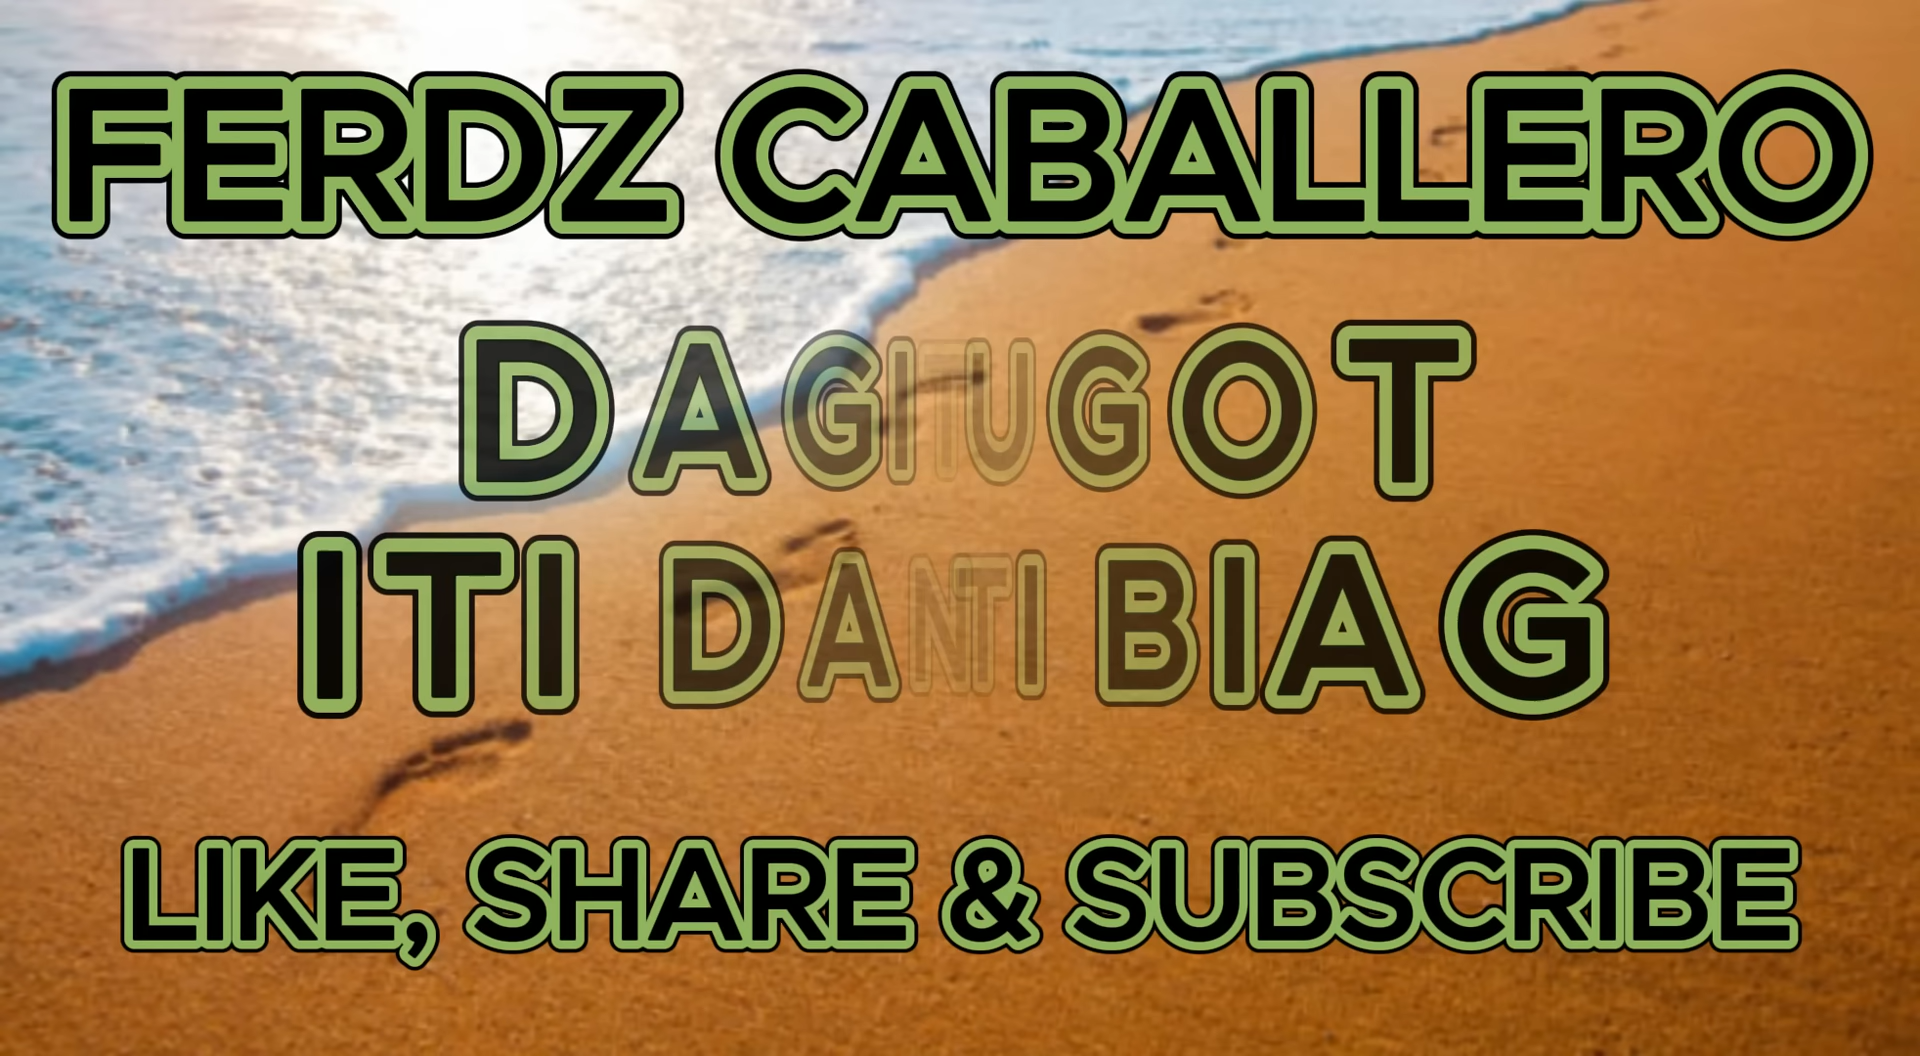 FERDZ CABALLERO
DAGITUGOT
ITI DANTI BIAG
LIKE, SHARE & SUBSCRIBE